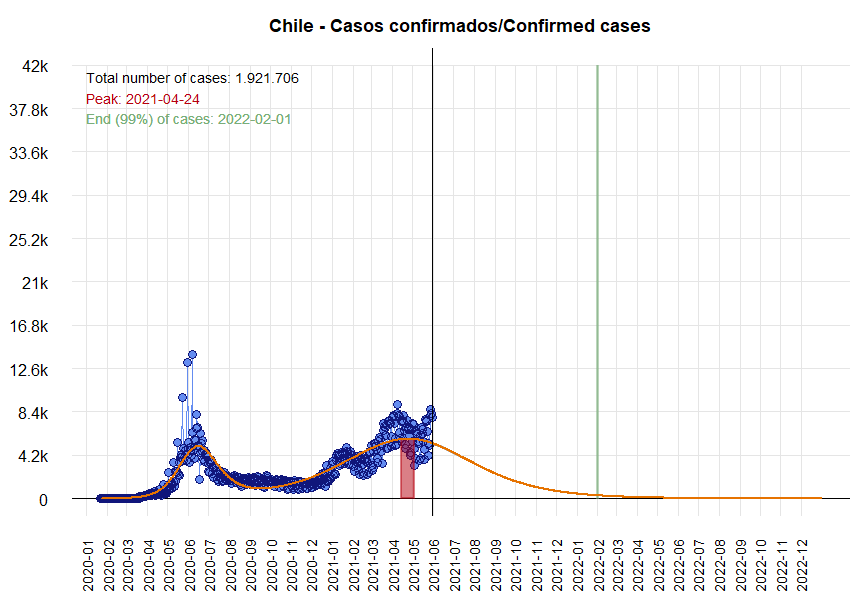 Chile - Casos confirmados/Confirmed cases
Total number of cases: 1.921.706
Peak: 2021-04-24
End (99%) of cases: 2022-02-01
42k
37.8k
33.6k
29.4k
25.2k
21k
16.8k
12.6k
8.4k
4.2k
0
2020-01
2020-02
2020-03
2020-04
2020-05
2020-06
2020-07
2020-08
2020-09
2020-10
2020-11
2020-12
2021-01
2021-02
2021-03
2021-04
2021-05
2021-06
2021-07
2021-08
2021-09
2021-10
2021-11
2021-12
2022-02
2022-03
2022-04
2022-05
2022-06
2022-07
2022-08
2022-09
2022-10
2022-11
2022-12